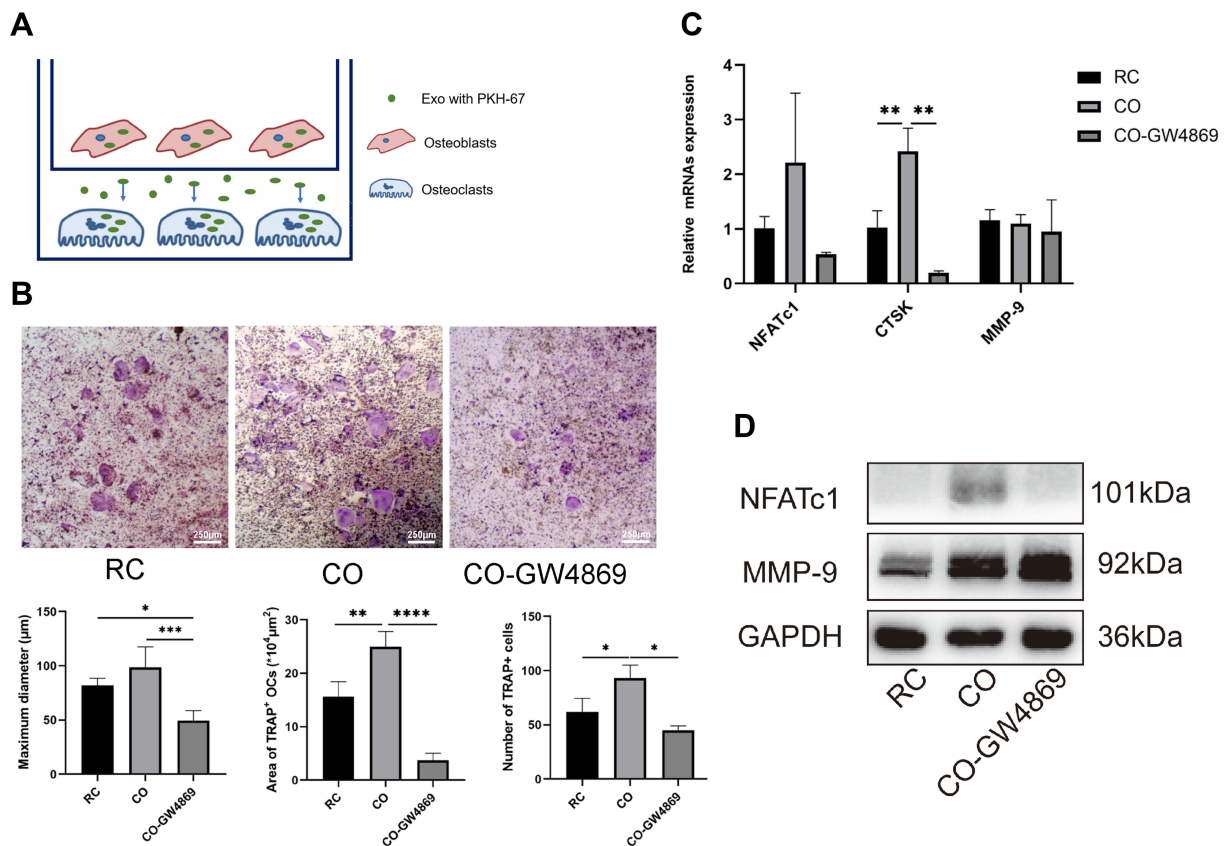 A
Exo with PKH-67
Osteoblasts
Osteoclasts
B
250μm
250μm
250μm
RC
CO
CO-GW4869
Maximum diameter (μm)
150
100
50
0
*
***
RC
CO
CO-GW4869
Area of TRAP⁺ OCs (*10⁴μm²)
30
20
10
0
**
****
RC
CO
CO-GW4869
Number of TRAP+ cells
150
100
50
0
*
*
RC
CO
CO-GW4869
C
Relative mRNAs expression
4
3
2
1
0
**
**
NFATc1
CTSK
MMP-9
RC
CO
CO-GW4869
D
NFATc1
101kDa
MMP-9
92kDa
GAPDH
36kDa
RC
CO
CO-GW4869